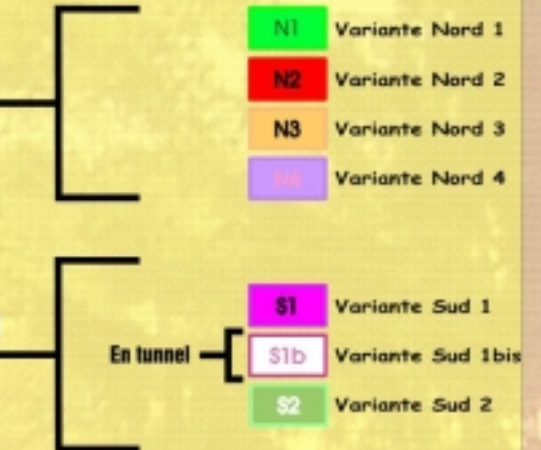 N1 Variante Nord 1
N2 Variante Nord 2
N3 Variante Nord 3
N4 Variante Nord 4
S1 Variante Sud 1
En tunnel S1b Variante Sud 1bis
S2 Variante Sud 2